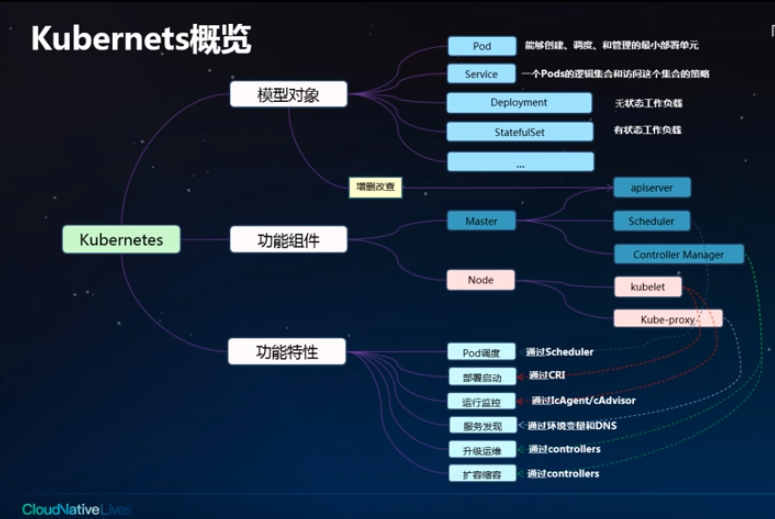 Kubernets概览
Pod
能够创建、调度、和管理的最小部署单元
Service
一个Pods的逻辑集合和访问这个集合的策略
模型对象
Deployment
无状态工作负载
StatefulSet
有状态工作负载
...
增删改查
apiserver
Master
Scheduler
Kubernetes
功能组件
Controller Manager
Node
kubelet
Kube-proxy
功能特性
Pod调度
通过Scheduler
部署启动
通过CRI
运行监控
通过IcAgent/cAdvisor
服务发现
通过环境变量和DNS
升级运维
通过controllers
扩容缩容
通过controllers
CloudNativeLives